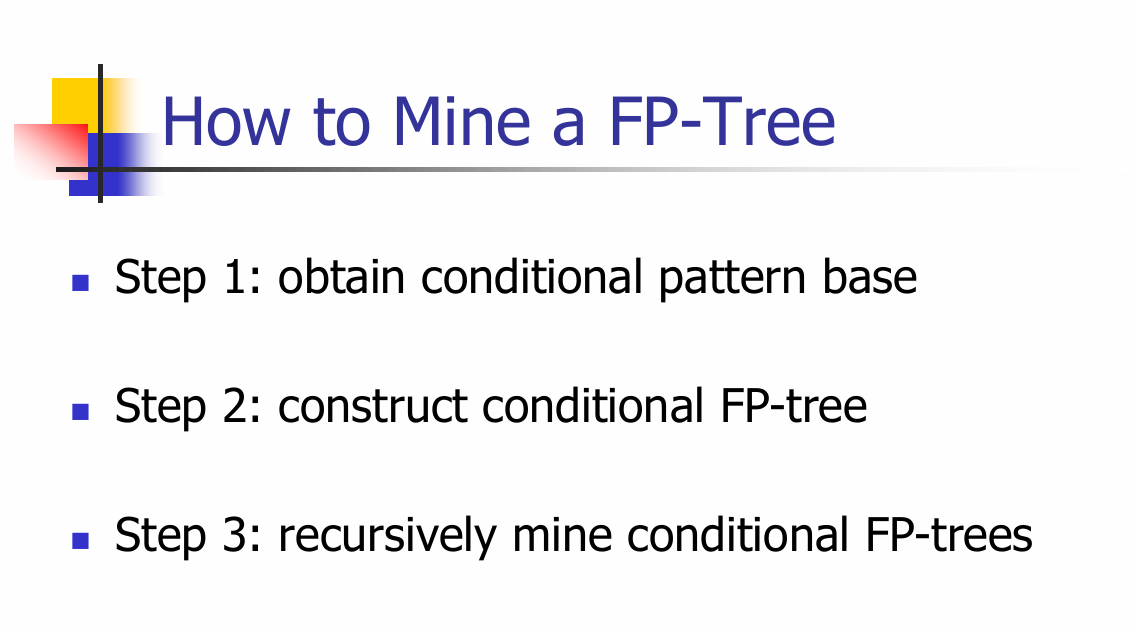 How to Mine a FP-Tree
Step 1: obtain conditional pattern base
Step 2: construct conditional FP-tree
Step 3: recursively mine conditional FP-trees